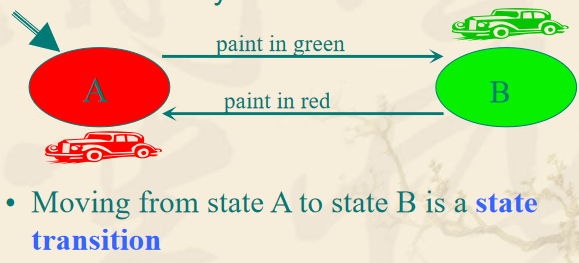 paint in green
A
B
paint in red
• Moving from state A to state B is a state
transition